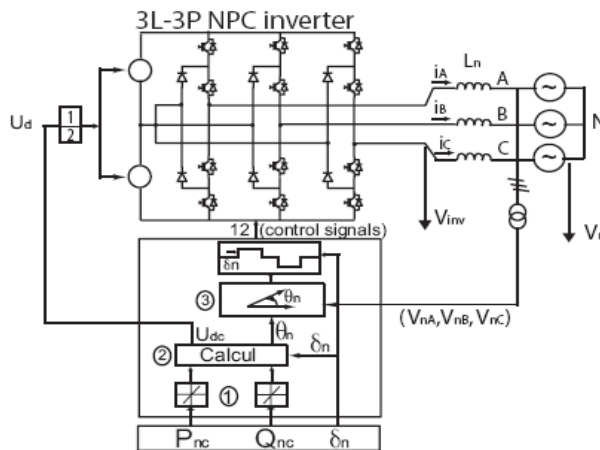 3L-3P NPC inverter
iA Ln A
Ud 1 2 iB B N
iC C
Vinv
12 (control signals)
δn
③ θn
(VnA,VnB,VnC)
Udc θn
② Calcul δn
①
Pnc Qnc δn